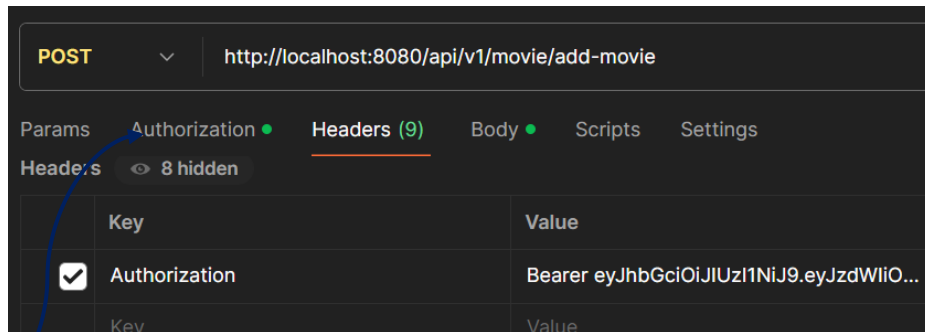 POST http://localhost:8080/api/v1/movie/add-movie
Params Authorization Headers (9) Body Scripts Settings
Headers 8 hidden
Key Value
Authorization Bearer eyJhbGciOiJIUzI1NiJ9.eyJzdWIiO...
Key Value